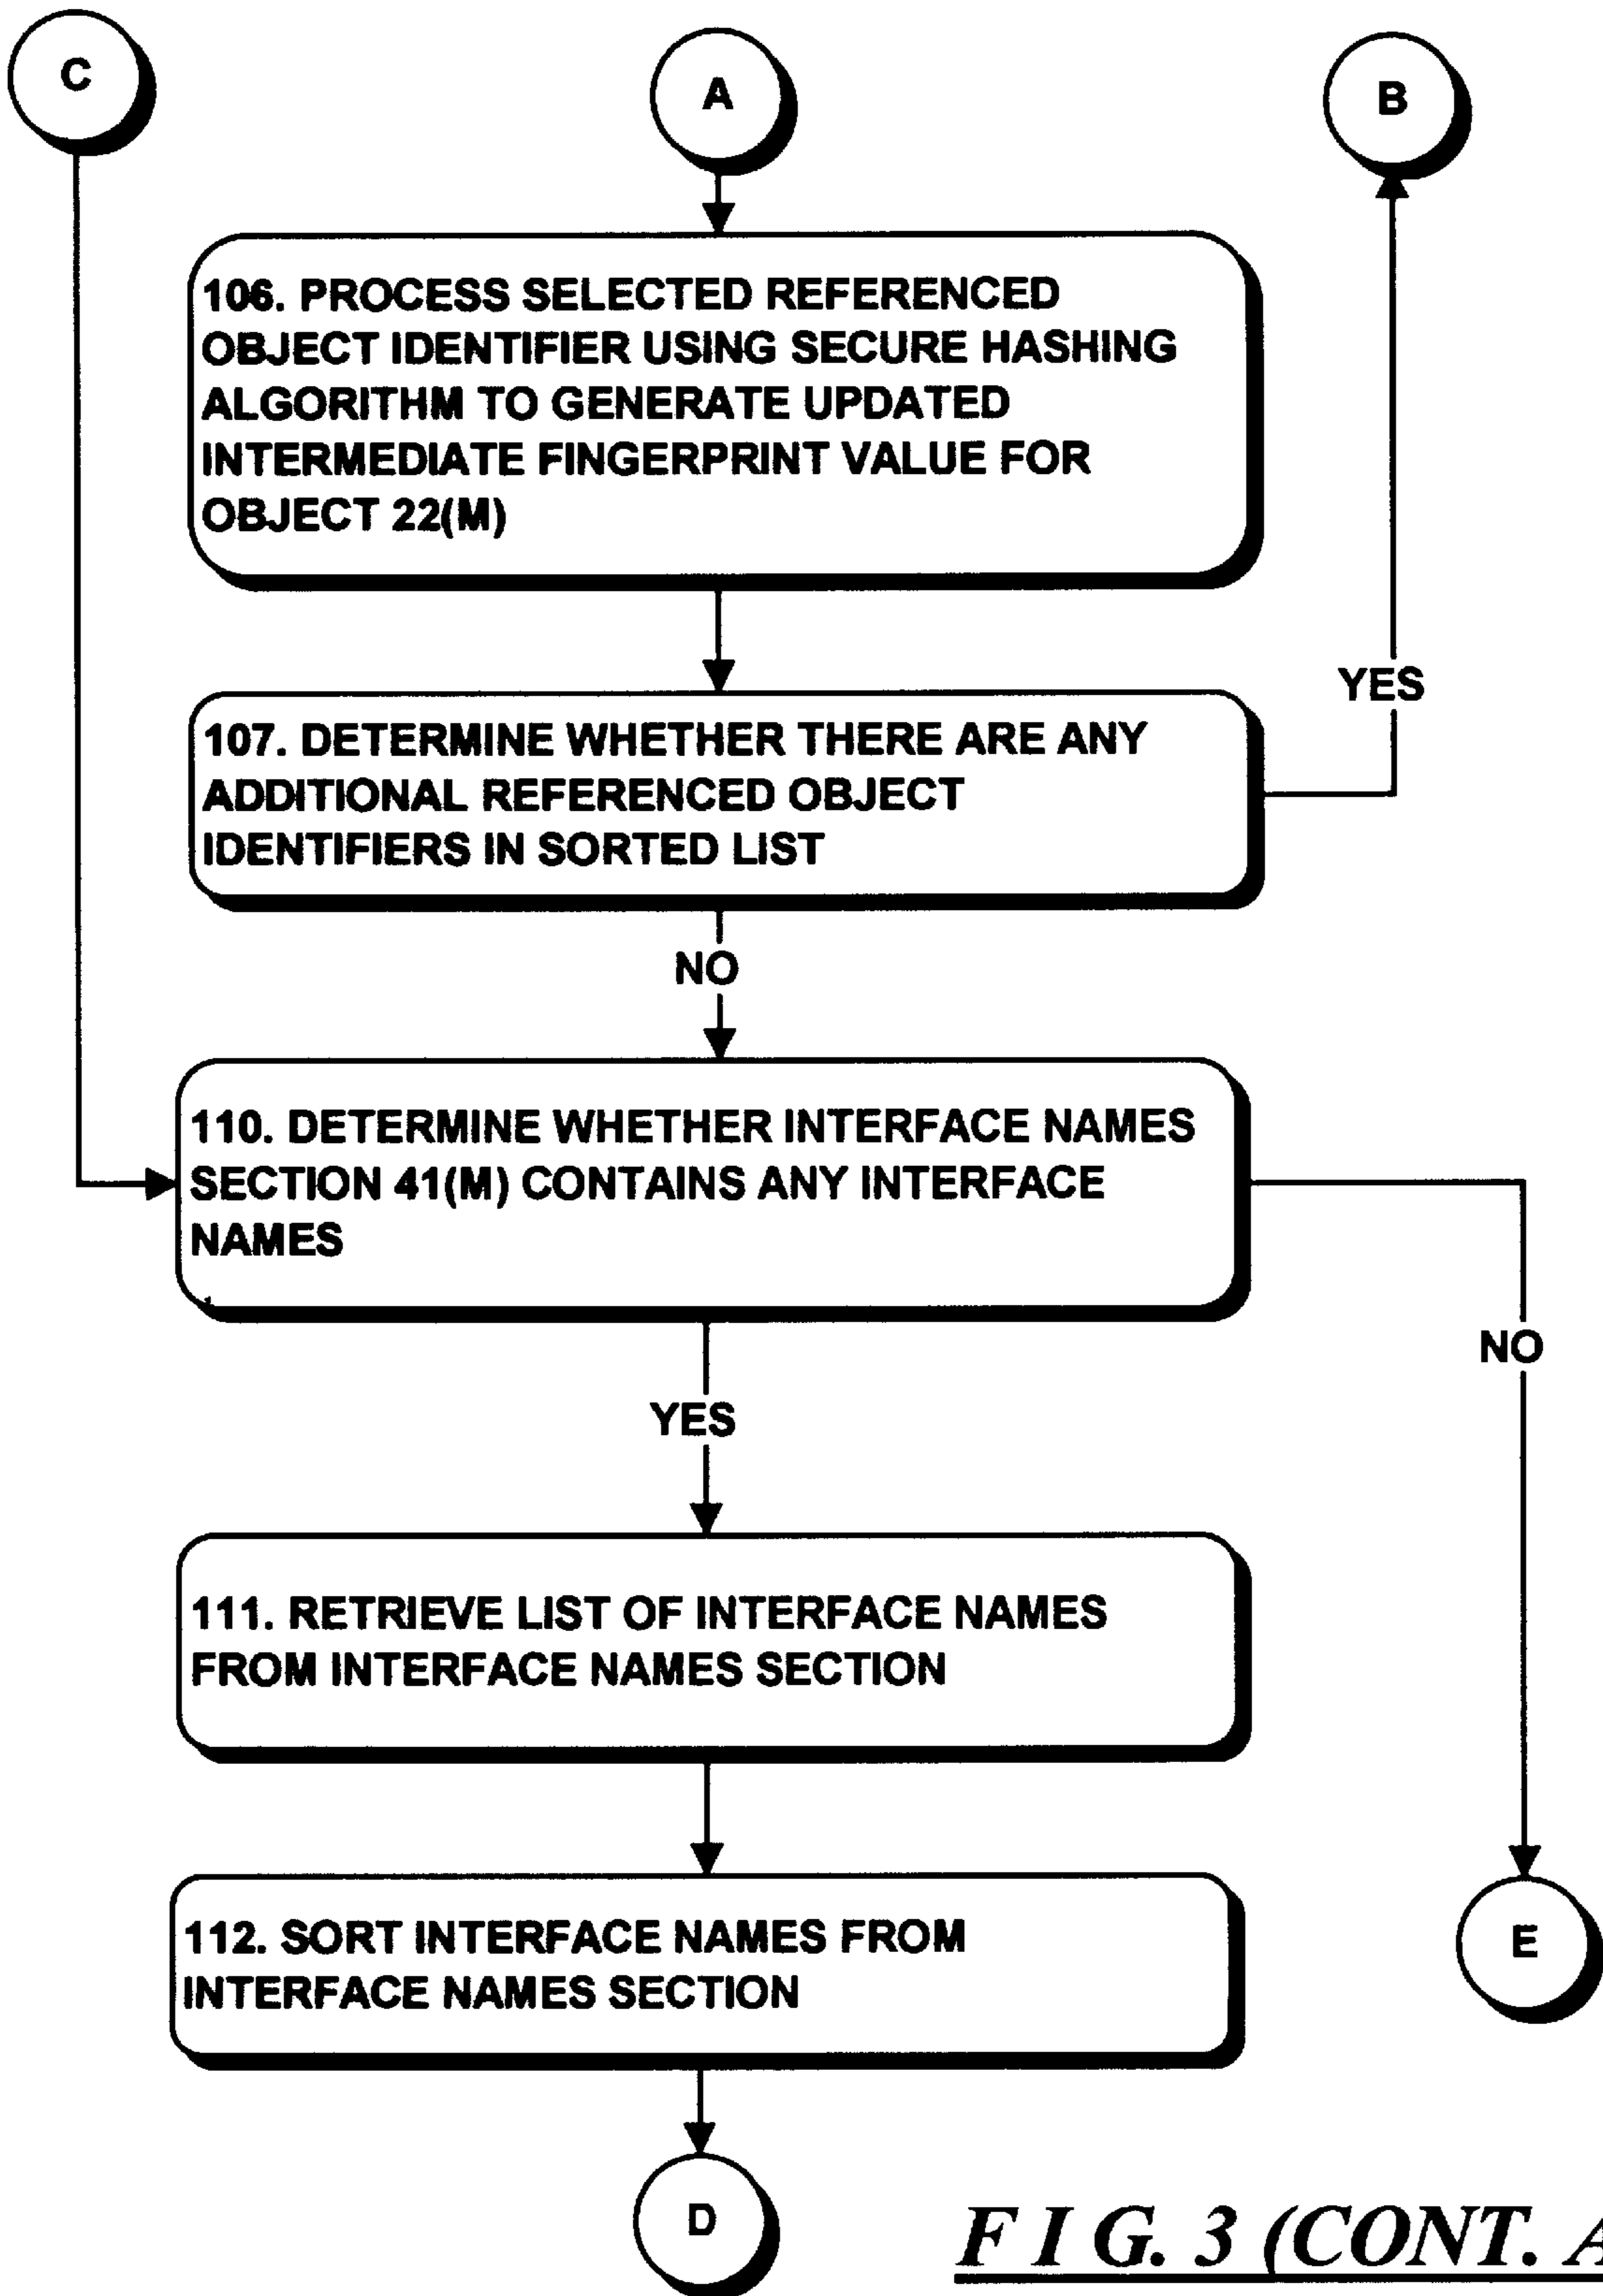 C
A
B
106. PROCESS SELECTED REFERENCED
OBJECT IDENTIFIER USING SECURE HASHING
ALGORITHM TO GENERATE UPDATED
INTERMEDIATE FINGERPRINT VALUE FOR
OBJECT 22(M)
YES
107. DETERMINE WHETHER THERE ARE ANY
ADDITIONAL REFERENCED OBJECT
IDENTIFIERS IN SORTED LIST
NO
110. DETERMINE WHETHER INTERFACE NAMES
SECTION 41(M) CONTAINS ANY INTERFACE
NAMES
NO
YES
111. RETRIEVE LIST OF INTERFACE NAMES
FROM INTERFACE NAMES SECTION
112. SORT INTERFACE NAMES FROM
INTERFACE NAMES SECTION
E
D
F I G. 3 (CONT. A